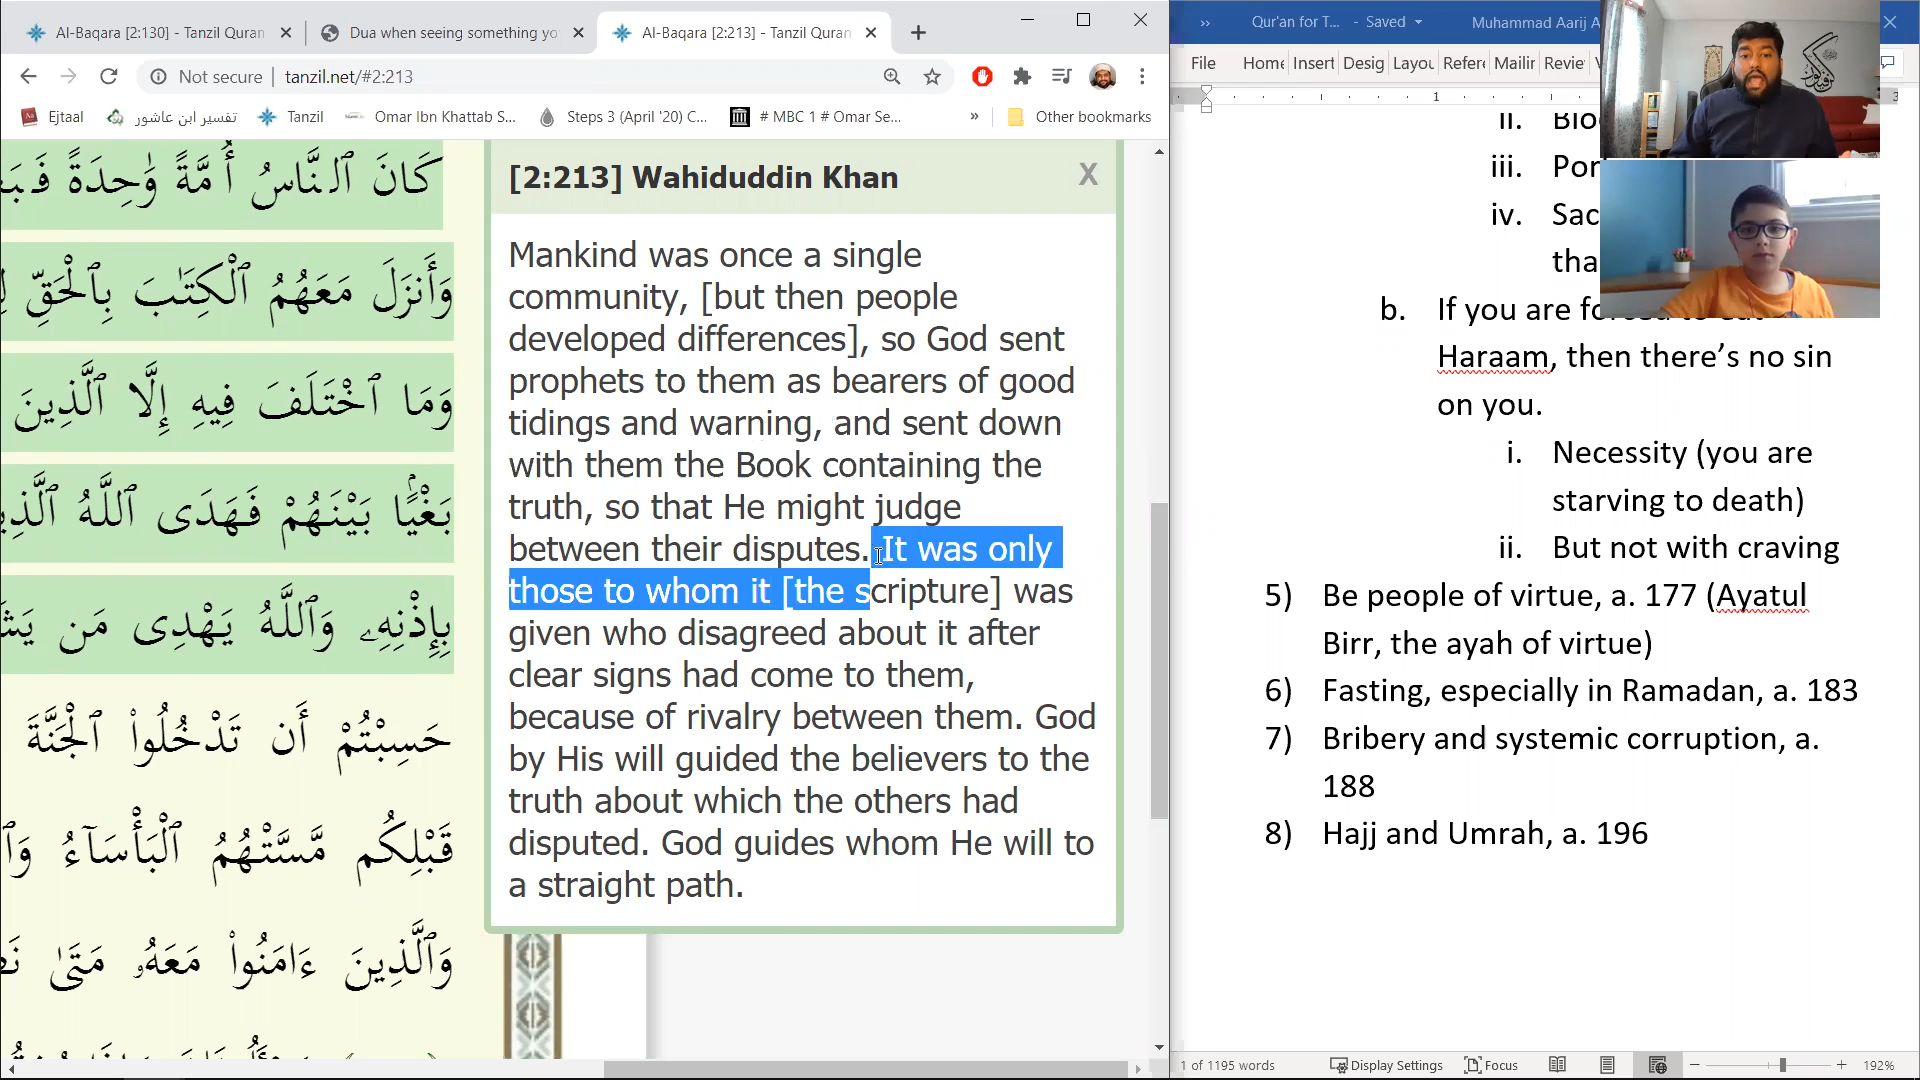 Al-Baqara [2:130] - Tanzil Quran
Dua when seeing something yo
Al-Baqara [2:213] - Tanzil Quran
Not secure | tanzil.net/#2:213
Ejtaal
تفسير ابن عاشور
Tanzil
Omar Ibn Khattab S...
Steps 3 (April '20) C...
# MBC 1 # Omar Se...
»
Other bookmarks
كَانَ ٱلنَّاسُ أُمَّةً وَٰحِدَةً فَبَعَ
وَأَنزَلَ مَعَهُمُ ٱلْكِتَٰبَ بِٱلْحَقِّ لِ
وَمَا ٱخْتَلَفَ فِيهِ إِلَّا ٱلَّذِينَ
بَغْيًۢا بَيْنَهُمْ فَهَدَى ٱللَّهُ ٱلَّذِي
بِإِذْنِهِۦ وَٱللَّهُ يَهْدِى مَن يَشَ
حَسِبْتُمْ أَن تَدْخُلُوا۟ ٱلْجَنَّةَ
قَبْلِكُم مَّسَّتْهُمُ ٱلْبَأْسَآءُ وَٱ
وَٱلَّذِينَ ءَامَنُوا۟ مَعَهُۥ مَتَىٰ نَصْ
[2:213] Wahiduddin Khan
X
Mankind was once a single
community, [but then people
developed differences], so God sent
prophets to them as bearers of good
tidings and warning, and sent down
with them the Book containing the
truth, so that He might judge
between their disputes. It was only
those to whom it [the scripture] was
given who disagreed about it after
clear signs had come to them,
because of rivalry between them. God
by His will guided the believers to the
truth about which the others had
disputed. God guides whom He will to
a straight path.
» Qur'an for T... - Saved
Muhammad Aarij A
File Home Insert Desig Layou Refere Mailin Revie
1
3
ii. Bloo
iii. Por
iv. Sac
tha
b. If you are forced to eat
Haraam, then there's no sin
on you.
i. Necessity (you are
starving to death)
ii. But not with craving
5) Be people of virtue, a. 177 (Ayatul
Birr, the ayah of virtue)
6) Fasting, especially in Ramadan, a. 183
7) Bribery and systemic corruption, a.
188
8) Hajj and Umrah, a. 196
1 of 1195 words
Display Settings
Focus
192%